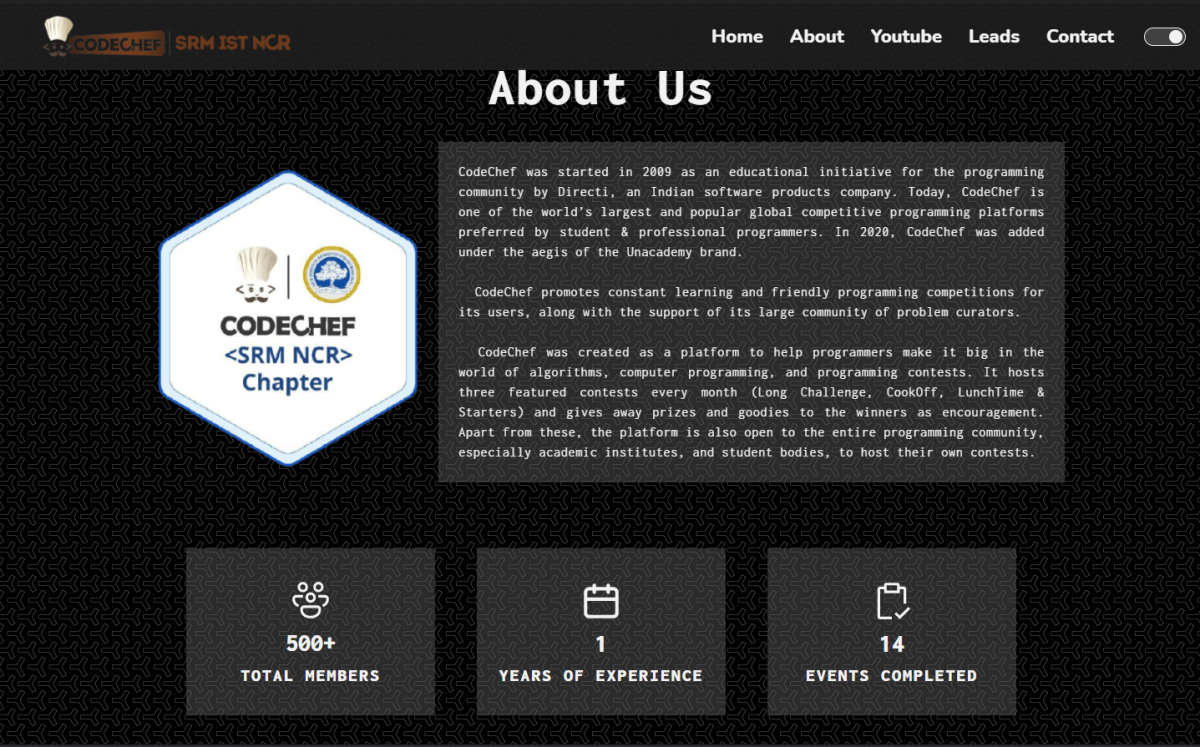 CODECHEF SRM IST NCR
Home About Youtube Leads Contact
About Us
CODECHEF
<SRM NCR>
Chapter
CodeChef was started in 2009 as an educational initiative for the programming
community by Directi, an Indian software products company. Today, CodeChef is
one of the world's largest and popular global competitive programming platforms
preferred by student & professional programmers. In 2020, CodeChef was added
under the aegis of the Unacademy brand.
CodeChef promotes constant learning and friendly programming competitions for
its users, along with the support of its large community of problem curators.
CodeChef was created as a platform to help programmers make it big in the
world of algorithms, computer programming, and programming contests. It hosts
three featured contests every month (Long Challenge, CookOff, LunchTime &
Starters) and gives away prizes and goodies to the winners as encouragement.
Apart from these, the platform is also open to the entire programming community,
especially academic institutes, and student bodies, to host their own contests.
500+
TOTAL MEMBERS
1
YEARS OF EXPERIENCE
14
EVENTS COMPLETED